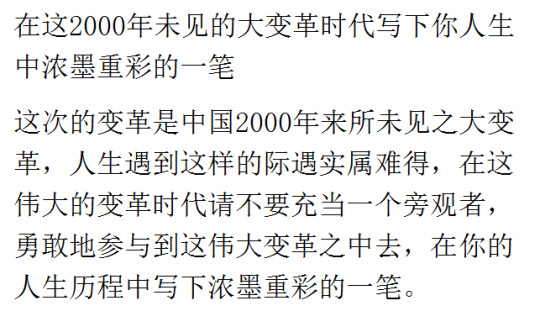 在这2000年未见的大变革时代写下你人生
中浓墨重彩的一笔
这次的变革是中国2000年来所未见之大变
革，人生遇到这样的际遇实属难得，在这
伟大的变革时代请不要充当一个旁观者，
勇敢地参与到这伟大变革之中去，在你的
人生历程中写下浓墨重彩的一笔。